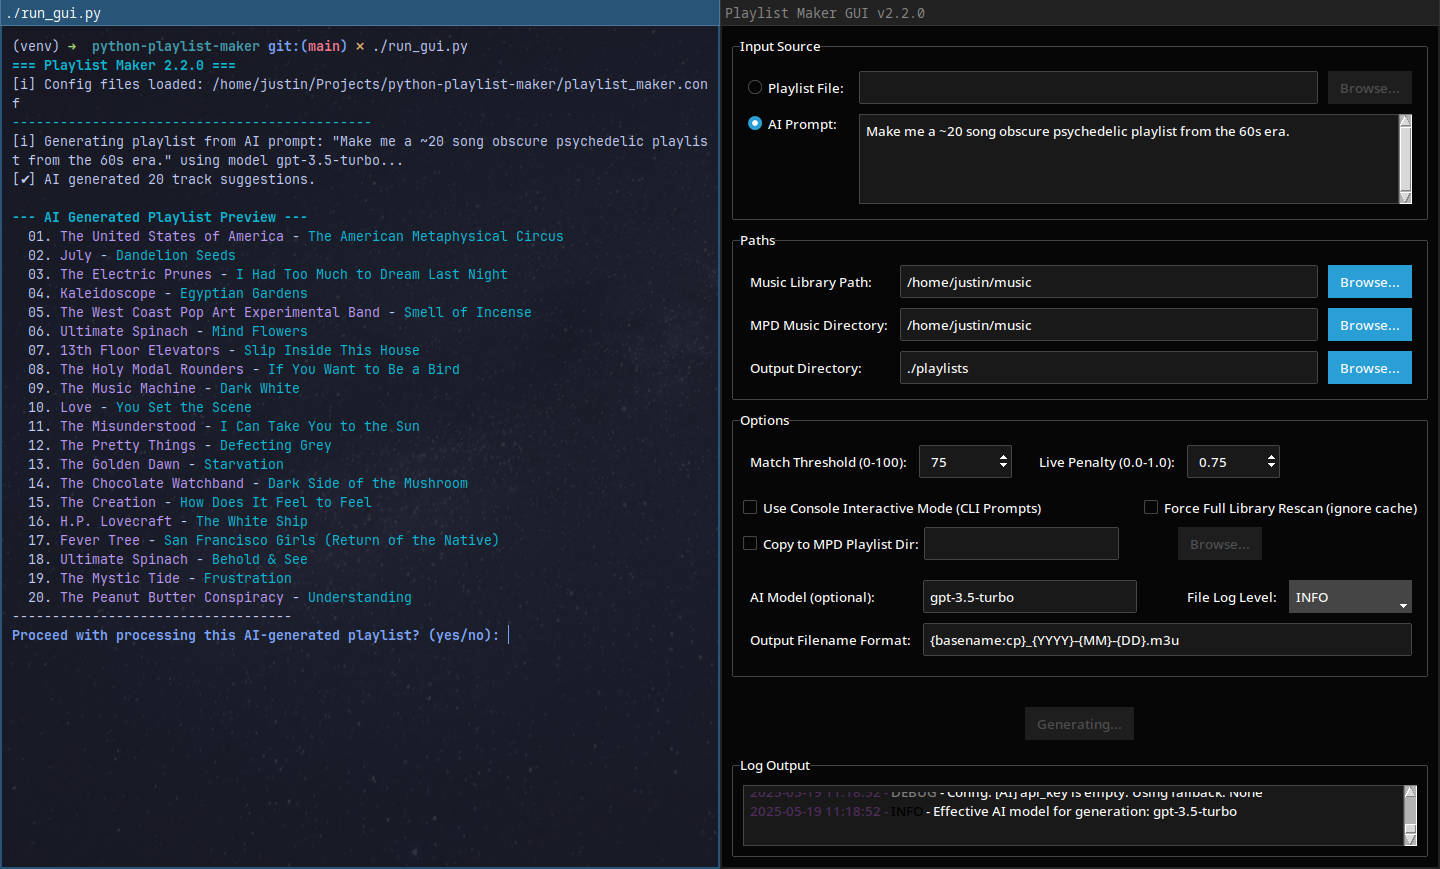 ./run_gui.py
(venv) → python-playlist-maker git:(main) × ./run_gui.py
=== Playlist Maker 2.2.0 ===
[i] Config files loaded: /home/justin/Projects/python-playlist-maker/playlist_maker.con
f
---------------------------------------------
[i] Generating playlist from AI prompt: "Make me a ~20 song obscure psychedelic playlis
t from the 60s era." using model gpt-3.5-turbo...
[✔] AI generated 20 track suggestions.
--- AI Generated Playlist Preview ---
01. The United States of America - The American Metaphysical Circus
02. July - Dandelion Seeds
03. The Electric Prunes - I Had Too Much to Dream Last Night
04. Kaleidoscope - Egyptian Gardens
05. The West Coast Pop Art Experimental Band - Smell of Incense
06. Ultimate Spinach - Mind Flowers
07. 13th Floor Elevators - Slip Inside This House
08. The Holy Modal Rounders - If You Want to Be a Bird
09. The Music Machine - Dark White
10. Love - You Set the Scene
11. The Misunderstood - I Can Take You to the Sun
12. The Pretty Things - Defecting Grey
13. The Golden Dawn - Starvation
14. The Chocolate Watchband - Dark Side of the Mushroom
15. The Creation - How Does It Feel to Feel
16. H.P. Lovecraft - The White Ship
17. Fever Tree - San Francisco Girls (Return of the Native)
18. Ultimate Spinach - Behold & See
19. The Mystic Tide - Frustration
20. The Peanut Butter Conspiracy - Understanding
-----------------------------------
Proceed with processing this AI-generated playlist? (yes/no):
Playlist Maker GUI v2.2.0
Input Source
Playlist File: Browse...
AI Prompt: Make me a ~20 song obscure psychedelic playlist from the 60s era.
Paths
Music Library Path: /home/justin/music Browse...
MPD Music Directory: /home/justin/music Browse...
Output Directory: ./playlists Browse...
Options
Match Threshold (0-100): 75 Live Penalty (0.0-1.0): 0.75
Use Console Interactive Mode (CLI Prompts) Force Full Library Rescan (ignore cache)
Copy to MPD Playlist Dir: Browse...
AI Model (optional): gpt-3.5-turbo File Log Level: INFO
Output Filename Format: {basename:cp}_{YYYY}-{MM}-{DD}.m3u
Generating...
Log Output
2025-05-19 11:18:52 - DEBUG - Config: [AI] api_key is empty. Using fallback: None
2025-05-19 11:18:52 - INFO - Effective AI model for generation: gpt-3.5-turbo